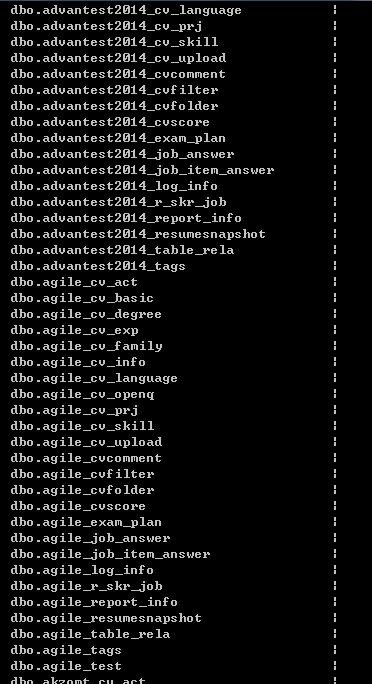 dbo.advantest2014_cv_language |
dbo.advantest2014_cv_prj |
dbo.advantest2014_cv_skill |
dbo.advantest2014_cv_upload |
dbo.advantest2014_cvcomment |
dbo.advantest2014_cvfilter |
dbo.advantest2014_cvfolder |
dbo.advantest2014_cvscore |
dbo.advantest2014_exam_plan |
dbo.advantest2014_job_answer |
dbo.advantest2014_job_item_answer |
dbo.advantest2014_log_info |
dbo.advantest2014_r_skr_job |
dbo.advantest2014_report_info |
dbo.advantest2014_resumesnapshot |
dbo.advantest2014_table_rela |
dbo.advantest2014_tags |
dbo.agile_cv_act |
dbo.agile_cv_basic |
dbo.agile_cv_degree |
dbo.agile_cv_exp |
dbo.agile_cv_family |
dbo.agile_cv_info |
dbo.agile_cv_language |
dbo.agile_cv_openq |
dbo.agile_cv_prj |
dbo.agile_cv_skill |
dbo.agile_cv_upload |
dbo.agile_cvcomment |
dbo.agile_cvfilter |
dbo.agile_cvfolder |
dbo.agile_cvscore |
dbo.agile_exam_plan |
dbo.agile_job_answer |
dbo.agile_job_item_answer |
dbo.agile_log_info |
dbo.agile_r_skr_job |
dbo.agile_report_info |
dbo.agile_resumesnapshot |
dbo.agile_table_rela |
dbo.agile_tags |
dbo.agile_test |
dbo.akzomt_cv_act |